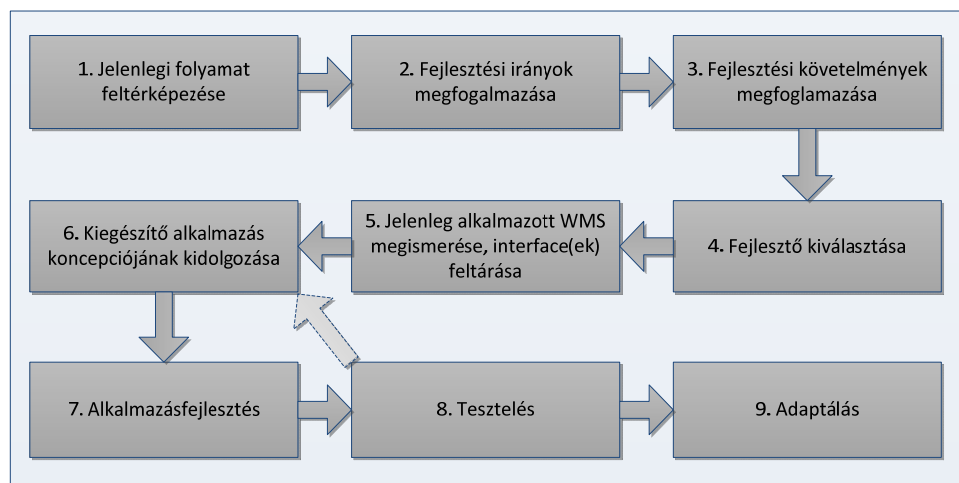 1. Jelenlegi folyamat
feltérképezése
2. Fejlesztési irányok
megfogalmazása
3. Fejlesztési követelmények
megfoglamazása
4. Fejlesztő kiválasztása
5. Jelenleg alkalmazott WMS
megismerése, interface(ek)
feltárása
6. Kiegészítő alkalmazás
koncepciójának kidolgozása
7. Alkalmazásfejlesztés
8. Tesztelés
9. Adaptálás